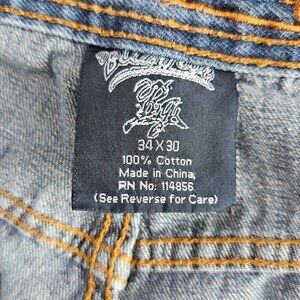 34 X 30
100% Cotton
Made in China,
RN No: 114856
(See Reverse for Care)